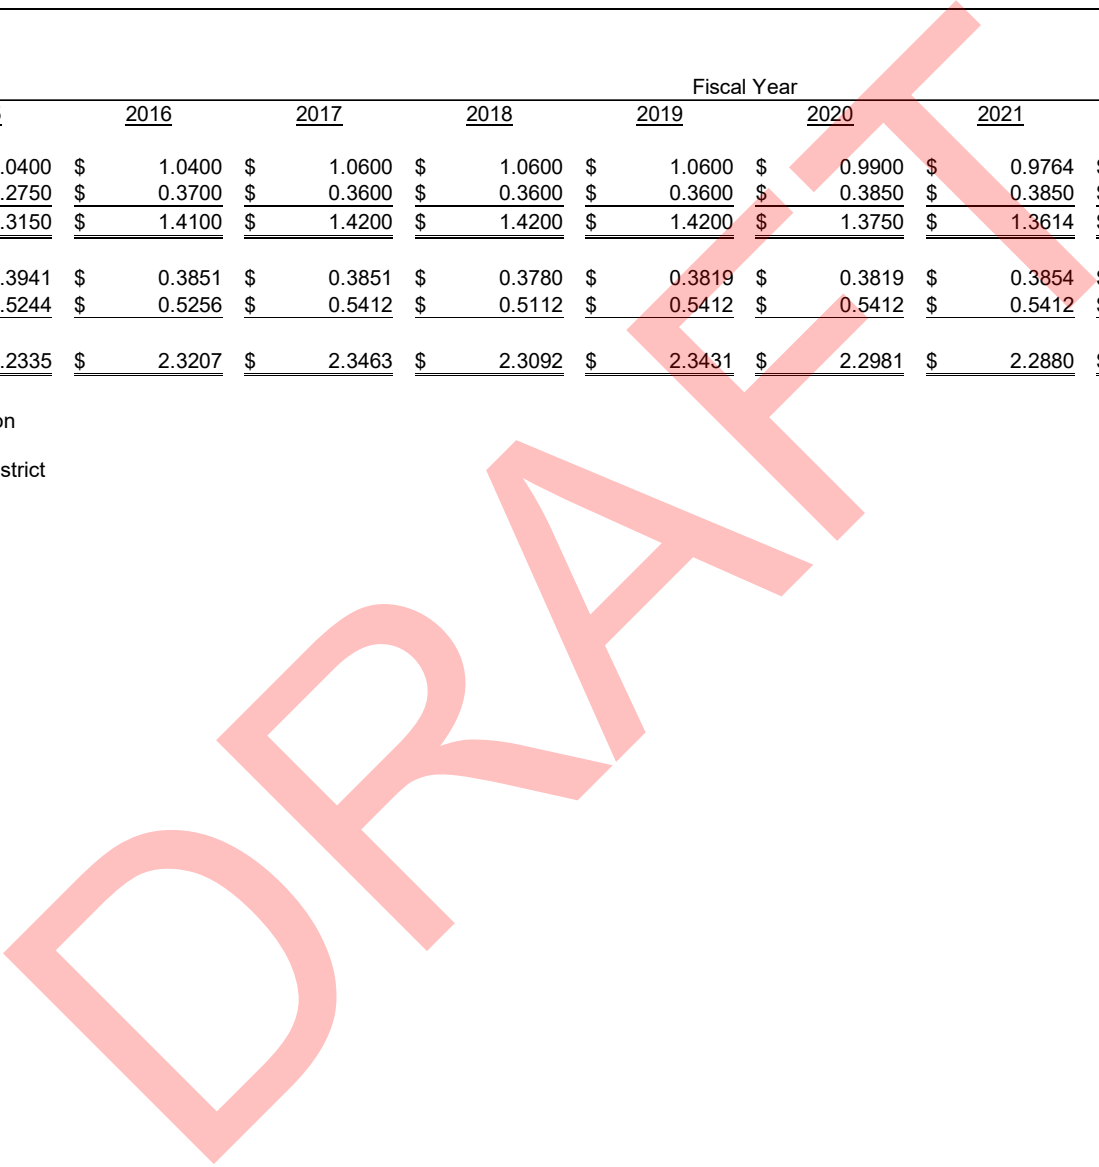 Fiscal Year
2016 2017 2018 2019 2020 2021
.0400 $ 1.0400 $ 1.0600 $ 1.0600 $ 1.0600 $ 0.9900 $ 0.9764
.2750 $ 0.3700 $ 0.3600 $ 0.3600 $ 0.3600 $ 0.3850 $ 0.3850
.3150 $ 1.4100 $ 1.4200 $ 1.4200 $ 1.4200 $ 1.3750 $ 1.3614
.3941 $ 0.3851 $ 0.3851 $ 0.3780 $ 0.3819 $ 0.3819 $ 0.3854
.5244 $ 0.5256 $ 0.5412 $ 0.5112 $ 0.5412 $ 0.5412 $ 0.5412
.2335 $ 2.3207 $ 2.3463 $ 2.3092 $ 2.3431 $ 2.2981 $ 2.2880
on
strict
DRAFT